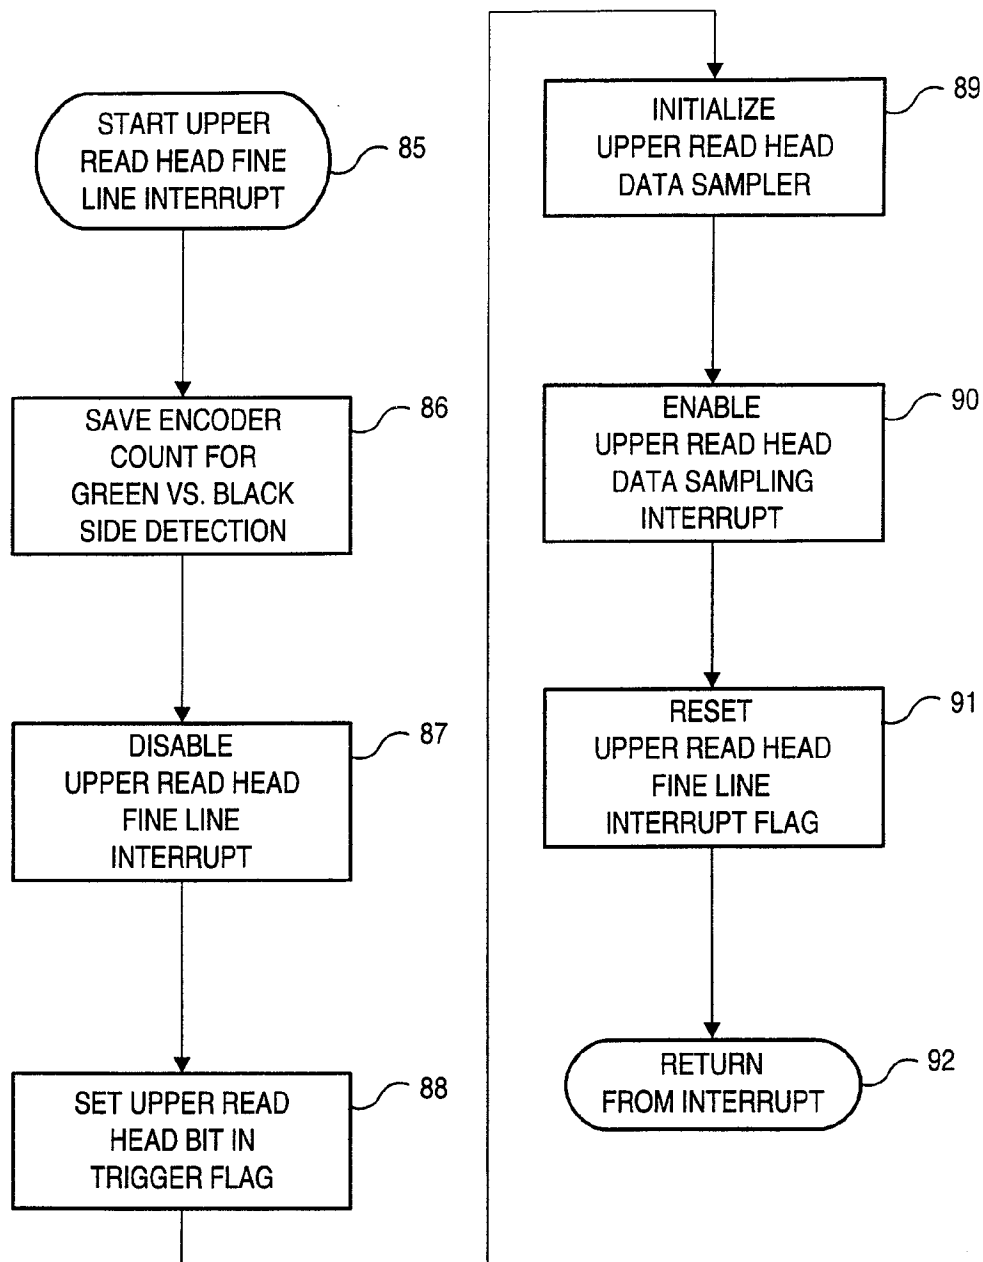 START UPPER
READ HEAD FINE
LINE INTERRUPT
85
SAVE ENCODER
COUNT FOR
GREEN VS. BLACK
SIDE DETECTION
86
DISABLE
UPPER READ HEAD
FINE LINE
INTERRUPT
87
SET UPPER READ
HEAD BIT IN
TRIGGER FLAG
88
INITIALIZE
UPPER READ HEAD
DATA SAMPLER
89
ENABLE
UPPER READ HEAD
DATA SAMPLING
INTERRUPT
90
RESET
UPPER READ HEAD
FINE LINE
INTERRUPT FLAG
91
RETURN
FROM INTERRUPT
92